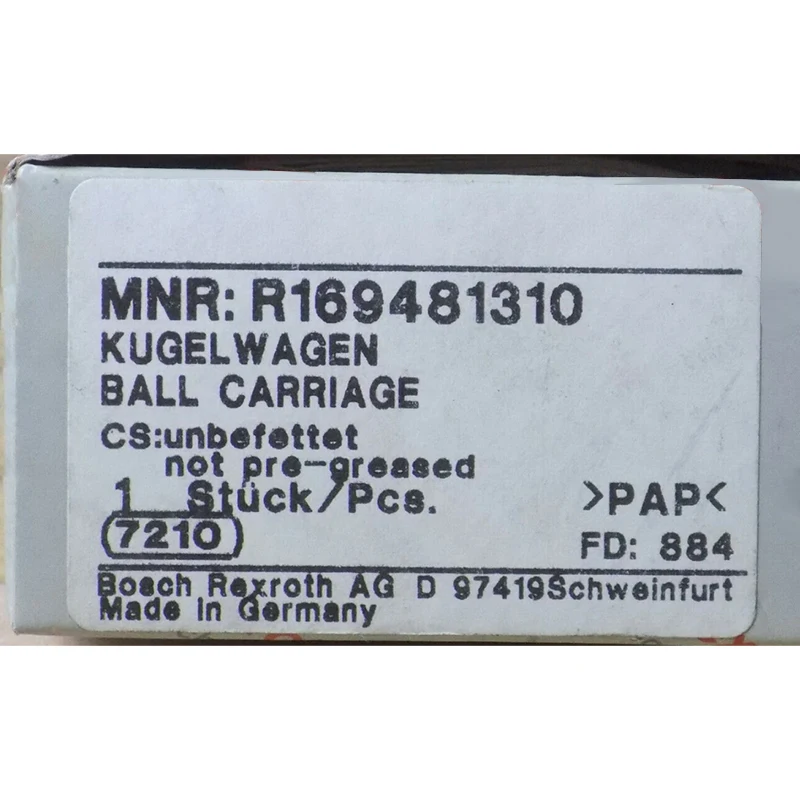 MNR: R169481310
KUGELWAGEN
BALL CARRIAGE
CS:unbefettet
not pre-greased
1 Stück/Pcs.
>PAP<
7210
FD: 884
Bosch Rexroth AG D 97419Schweinfurt
Made in Germany